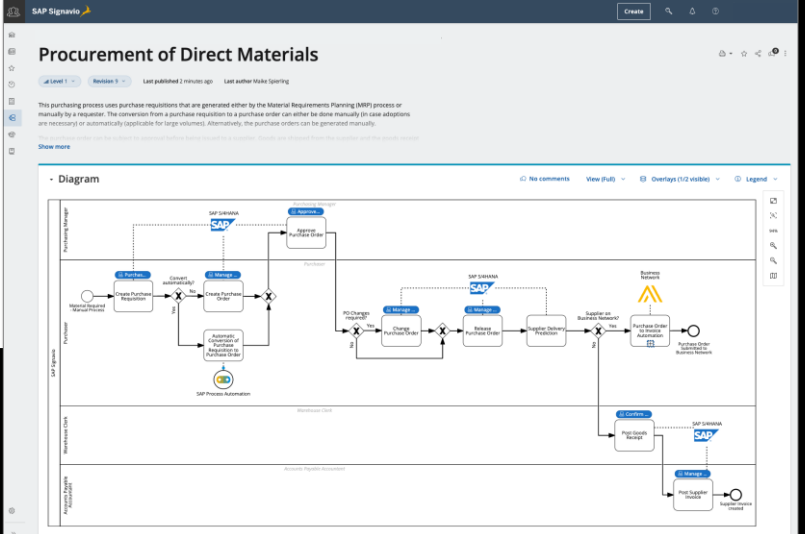 SAP Signavio
Create
Procurement of Direct Materials
Level 1
Revision 9
Last published 2 minutes ago
Last author Maike Spierling
This purchasing process uses purchase requisitions that are generated either by the Material Requirements Planning (MRP) process or
manually by a requester. The conversion from a purchase requisition to a purchase order can either be done manually (in case adoptions
are necessary) or automatically (applicable for large volumes). Alternatively, the purchase orders can be generated manually.
Show more
Diagram
No comments
View (Full)
Overlays (1/2 visible)
Legend
Purchasing Manager
Purchasing Manager
SAP S/4HANA
SAP
Approve...
Approve
Purchase Order
Purchaser
Purchaser
SAP Signavio
Material Required
- Manual Process
Purchas...
Create Purchase
Requisition
Convert
automatically?
No
Yes
Manage ...
Create Purchase
Order
Automatic
Conversion of
Purchase
Requisition to
Purchase Order
SAP Process Automation
PO Changes
required?
Yes
No
SAP S/4HANA
SAP
Manage ...
Change
Purchase Order
Manage ...
Release
Purchase Order
Supplier Delivery
Prediction
Supplier on
Business Network?
Yes
No
Business
Network
Purchase Order
to Invoice
Automation
Purchase Order
Submitted to
Business Network
Warehouse Clerk
Warehouse Clerk
Confirm ...
Post Goods
Receipt
SAP S/4HANA
SAP
Accounts Payable Accountant
Accounts Payable
Accountant
Manage ...
Post Supplier
Invoice
Supplier Invoice
created